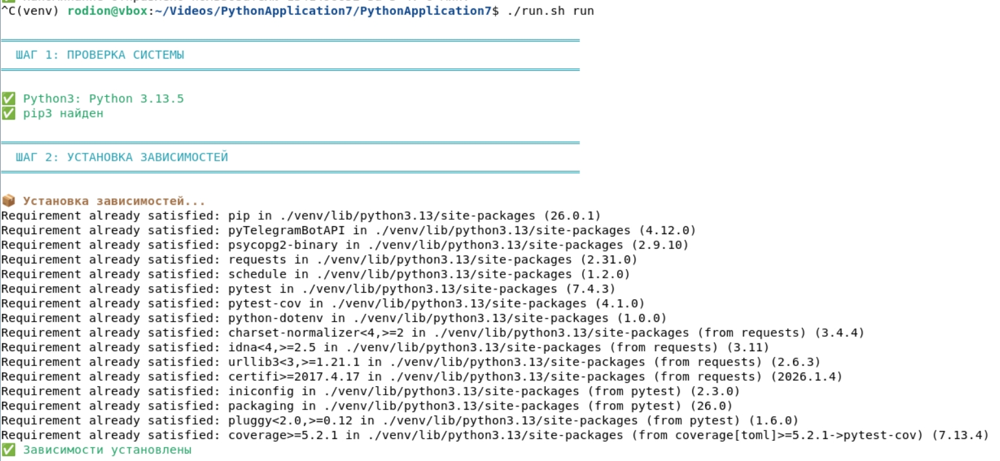 ^C(venv) rodion@vbox:~/Videos/PythonApplication7/PythonApplication7$ ./run.sh run
ШАГ 1: ПРОВЕРКА СИСТЕМЫ
✅ Python3: Python 3.13.5
✅ pip3 найден
ШАГ 2: УСТАНОВКА ЗАВИСИМОСТЕЙ
📦 Установка зависимостей...
Requirement already satisfied: pip in ./venv/lib/python3.13/site-packages (26.0.1)
Requirement already satisfied: pyTelegramBotAPI in ./venv/lib/python3.13/site-packages (4.12.0)
Requirement already satisfied: psycopg2-binary in ./venv/lib/python3.13/site-packages (2.9.10)
Requirement already satisfied: requests in ./venv/lib/python3.13/site-packages (2.31.0)
Requirement already satisfied: schedule in ./venv/lib/python3.13/site-packages (1.2.0)
Requirement already satisfied: pytest in ./venv/lib/python3.13/site-packages (7.4.3)
Requirement already satisfied: pytest-cov in ./venv/lib/python3.13/site-packages (4.1.0)
Requirement already satisfied: python-dotenv in ./venv/lib/python3.13/site-packages (1.0.0)
Requirement already satisfied: charset-normalizer<4,>=2 in ./venv/lib/python3.13/site-packages (from requests) (3.4.4)
Requirement already satisfied: idna<4,>=2.5 in ./venv/lib/python3.13/site-packages (from requests) (3.11)
Requirement already satisfied: urllib3<3,>=1.21.1 in ./venv/lib/python3.13/site-packages (from requests) (2.6.3)
Requirement already satisfied: certifi>=2017.4.17 in ./venv/lib/python3.13/site-packages (from requests) (2026.1.4)
Requirement already satisfied: iniconfig in ./venv/lib/python3.13/site-packages (from pytest) (2.3.0)
Requirement already satisfied: packaging in ./venv/lib/python3.13/site-packages (from pytest) (26.0)
Requirement already satisfied: pluggy<2.0,>=0.12 in ./venv/lib/python3.13/site-packages (from pytest) (1.6.0)
Requirement already satisfied: coverage>=5.2.1 in ./venv/lib/python3.13/site-packages (from coverage[toml]>=5.2.1->pytest-cov) (7.13.4)
✅ Зависимости установлены